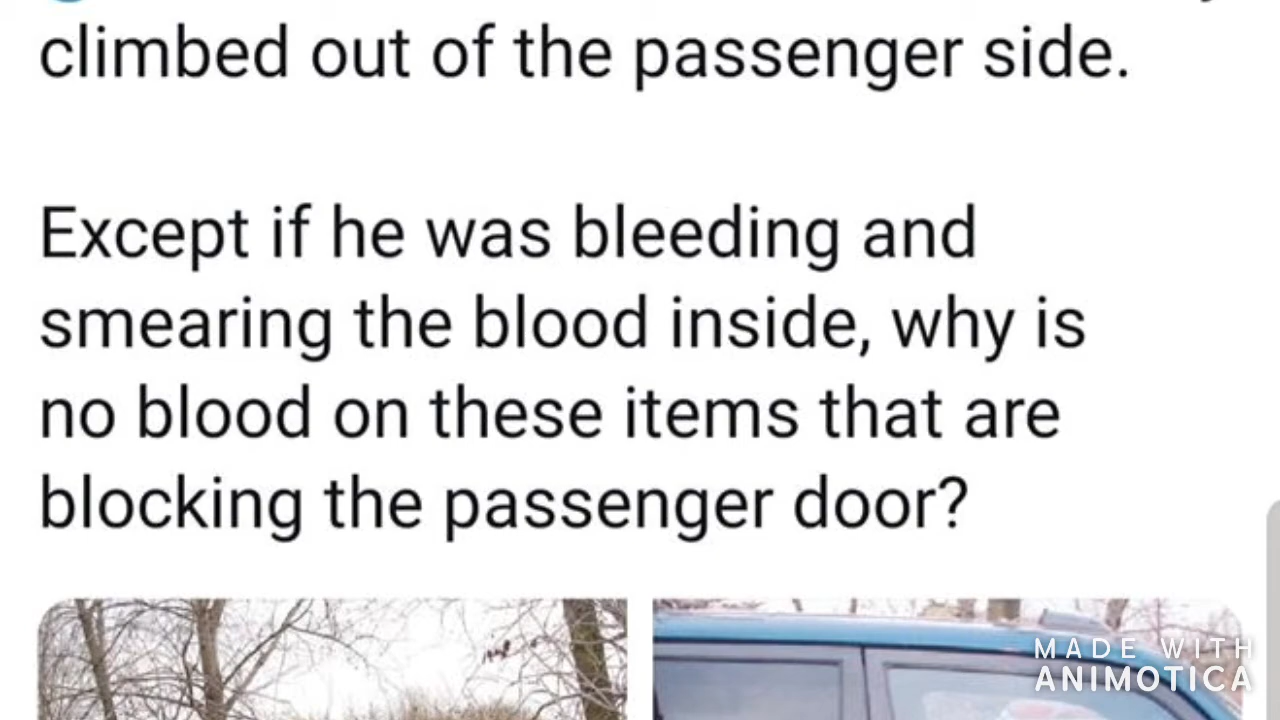 climbed out of the passenger side.
Except if he was bleeding and
smearing the blood inside, why is
no blood on these items that are
blocking the passenger door?
MADE WITH
ANIMOTICA